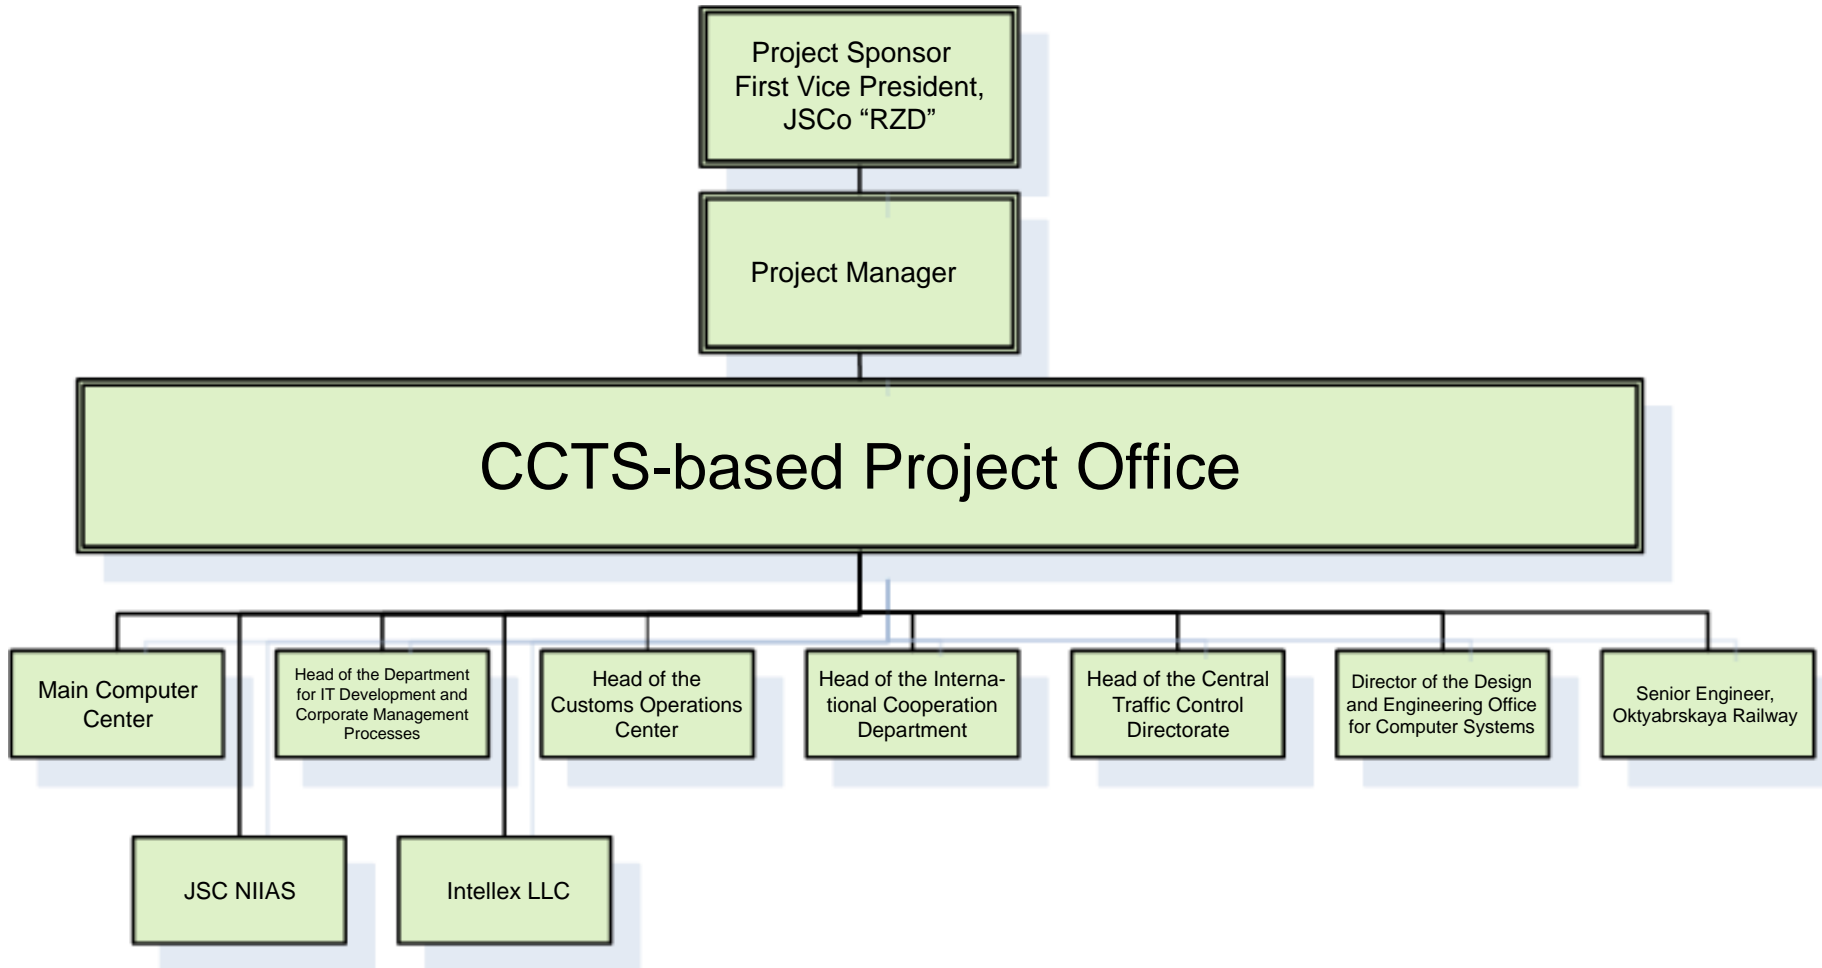 Project Sponsor
First Vice President,
JSCo “RZD”
Project Manager
CCTS-based Project Office
Main Computer
Center
Head of the Department
for IT Development and
Corporate Management
Processes
Head of the
Customs Operations
Center
Head of the Interna-
tional Cooperation
Department
Head of the Central
Traffic Control
Directorate
Director of the Design
and Engineering Office
for Computer Systems
Senior Engineer,
Oktyabrskaya Railway
JSC NIIAS
Intellex LLC